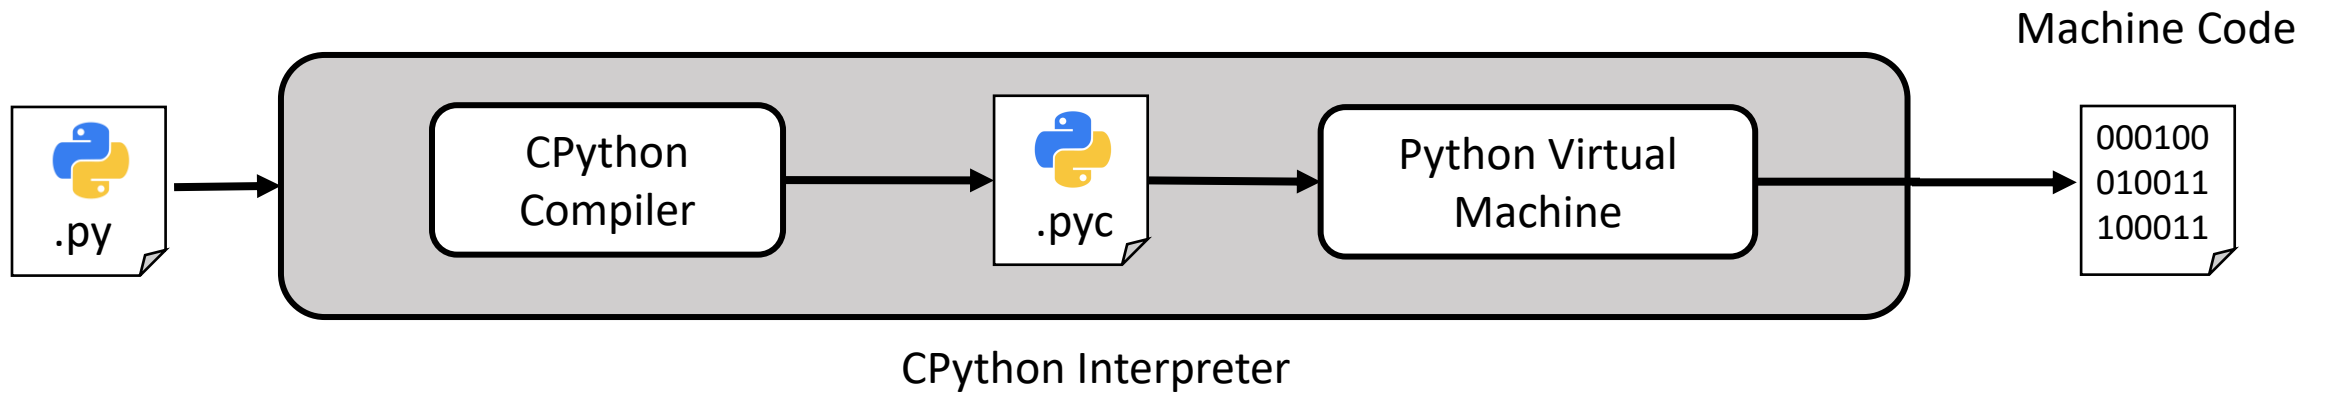 Machine Code
.py
CPython
Compiler
.pyc
Python Virtual
Machine
000100
010011
100011
CPython Interpreter